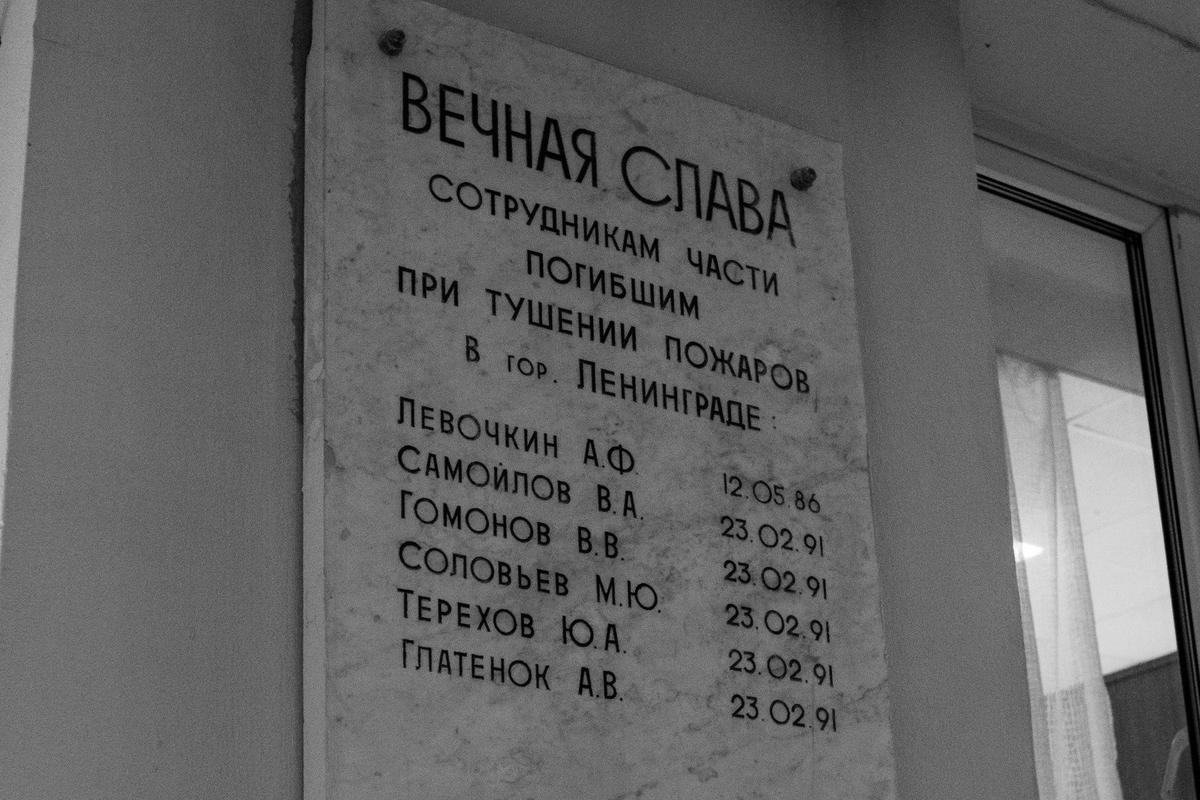 ВЕЧНАЯ СЛАВА
СОТРУДНИКАМ ЧАСТИ
ПОГИБШИМ
ПРИ ТУШЕНИИ ПОЖАРОВ
В ГОР. ЛЕНИНГРАДЕ:
ЛЕВОЧКИН А.Ф. 12.05.86
САМОЙЛОВ В.А. 23.02.91
ГОМОНОВ В.В. 23.02.91
СОЛОВЬЕВ М.Ю. 23.02.91
ТЕРЕХОВ Ю.А. 23.02.91
ГЛАТЕНОК А.В. 23.02.91